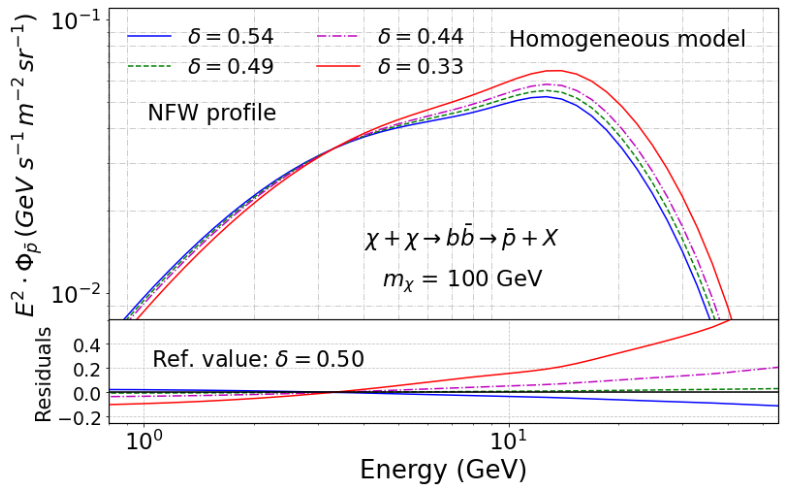 10⁻¹
δ = 0.54
δ = 0.44
Homogeneous model
δ = 0.49
δ = 0.33
NFW profile
E² · Φ_p̄ (GeV s⁻¹ m⁻² sr⁻¹)
χ + χ → bb̄ → p̄ + X
m_χ = 100 GeV
10⁻²
Residuals
0.4
Ref. value: δ = 0.50
0.2
0.0
−0.2
10⁰
10¹
Energy (GeV)